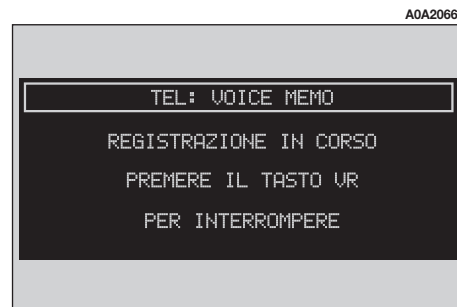 A0A2066
TEL: VOICE MEMO
REGISTRAZIONE IN CORSO
PREMERE IL TASTO VR
PER INTERROMPERE